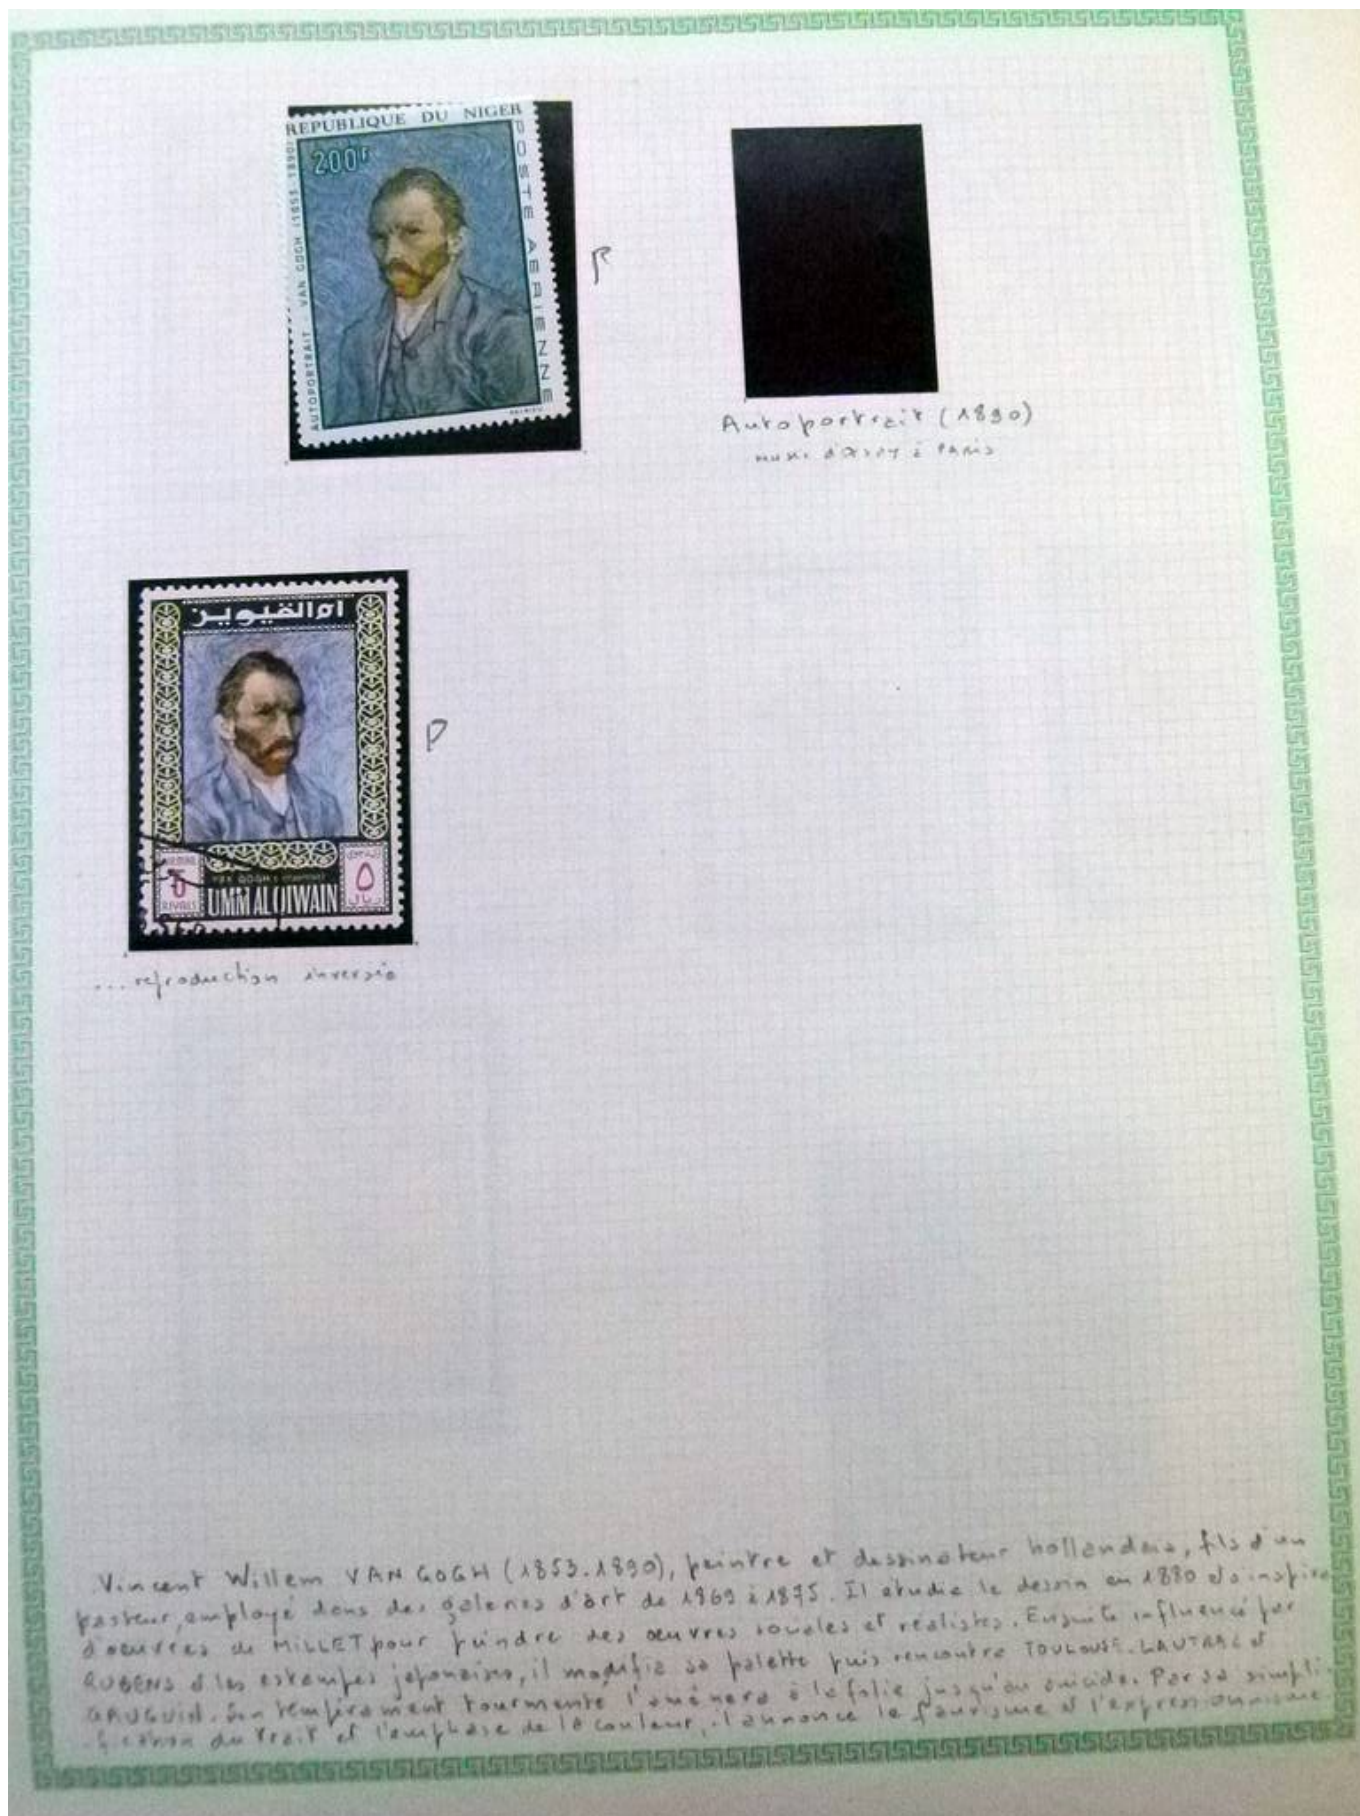 REPUBLIQUE DU NIGER
200F
POSTE AERIENNE
AUTOPORTRAIT - VAN GOGH (1853-1890)
P
Autoportrait (1890)
musée d'Orsay à PARIS
ام القيوين
P
5
RIYALS
VAN GOGH
٥
ريال
UMM AL QIWAIN
...reproduction inversée
Vincent Willem VAN GOGH (1853.1890), peintre et dessinateur hollandais, fils d'un
pasteur, employé dans des galeries d'art de 1869 à 1875. Il étudie le dessin en 1880 s'inspire
d'oeuvres de MILLET pour peindre des oeuvres sociales et réalistes. Ensuite influencé par
RUBENS et les estampes japonaises, il modifie sa palette puis rencontre TOULOUSE-LAUTREC et
GAUGUIN. Son tempérament tourmenté l'amènera à la folie jusqu'au suicide. Par sa simpli-
fication du trait et l'emphase de la couleur, il annonce le fauvisme et l'expressionnisme.